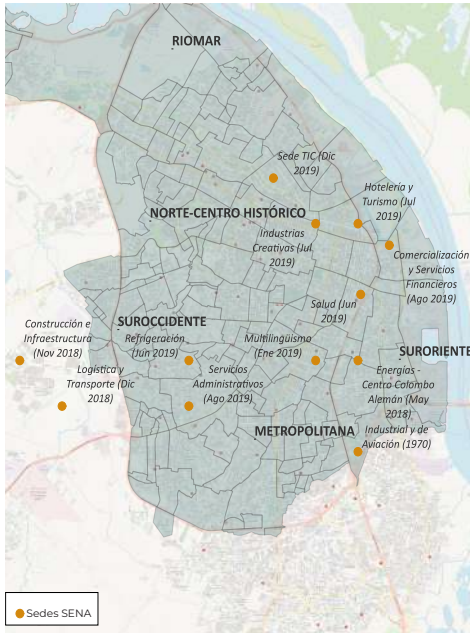 RIOMAR
Sede TIC (Dic
2019)
Hotelería y
Turismo (Jul
2019)
NORTE-CENTRO HISTÓRICO
Industrias
Creativas (Jul
2019)
Comercialización
y Servicios
Financieros
(Ago 2019)
Salud (Jun
2019)
Construcción e
Infraestructura
(Nov 2018)
SUROCCIDENTE
Refrigeración
(Jun 2019)
Multilingüismo
(Ene 2019)
SURORIENTE
Logística y
Transporte (Dic
2018)
Servicios
Administrativos
(Ago 2019)
Energías -
Centro Colombo
Alemán (May
2018)
METROPOLITANA
Industrial y de
Aviación (1970)
Sedes SENA